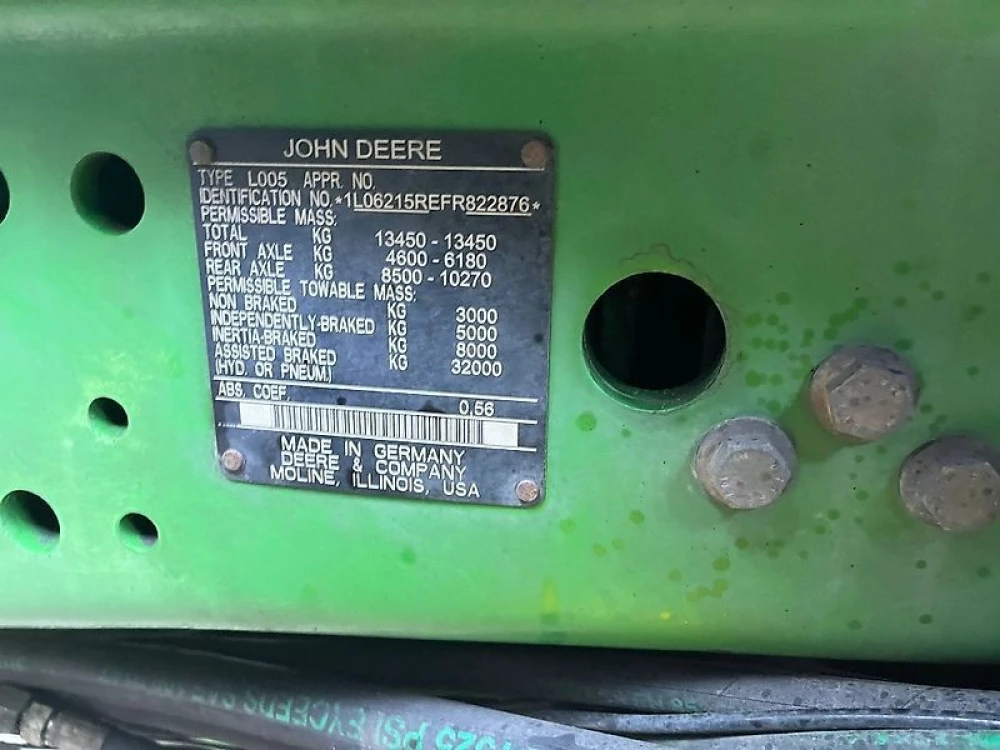 JOHN DEERE
TYPE L005 APPR. NO.
IDENTIFICATION NO.*1L06215REFR822876*
PERMISSIBLE MASS:
TOTAL KG 13450 - 13450
FRONT AXLE KG 4600 - 6180
REAR AXLE KG 8500 - 10270
PERMISSIBLE TOWABLE MASS:
NON BRAKED KG 3000
INDEPENDENTLY-BRAKED KG 5000
INERTIA-BRAKED KG 8000
ASSISTED BRAKED KG 32000
(HYD. OR PNEUM.)
ABS. COEF. 0,56
MADE IN GERMANY
DEERE & COMPANY
MOLINE, ILLINOIS, USA
PSI EXCEEDS